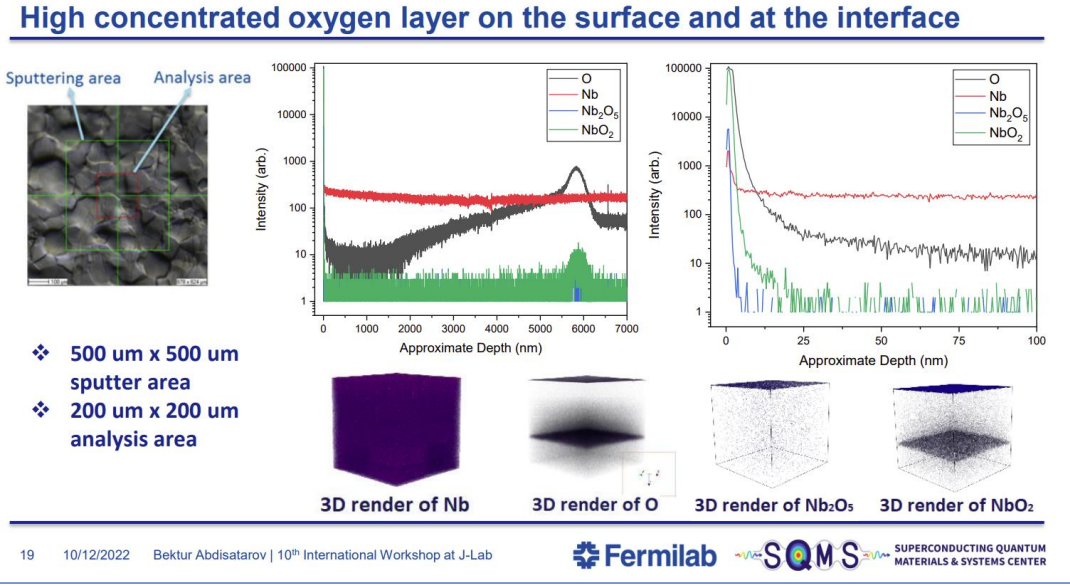 High concentrated oxygen layer on the surface and at the interface
Sputtering area
Analysis area
100 µm
❖ 500 um x 500 um
sputter area
❖ 200 um x 200 um
analysis area
Intensity (arb.)
100000
10000
1000
100
10
1
O
Nb
Nb₂O₅
NbO₂
0 1000 2000 3000 4000 5000 6000 7000
Approximate Depth (nm)
Intensity (arb.)
100000
10000
1000
100
10
1
O
Nb
Nb₂O₅
NbO₂
0 25 50 75 100
Approximate Depth (nm)
3D render of Nb
3D render of O
3D render of Nb₂O₅
3D render of NbO₂
19 10/12/2022 Bektur Abdisatarov | 10th International Workshop at J-Lab
Fermilab
SQMS
SUPERCONDUCTING QUANTUM
MATERIALS & SYSTEMS CENTER